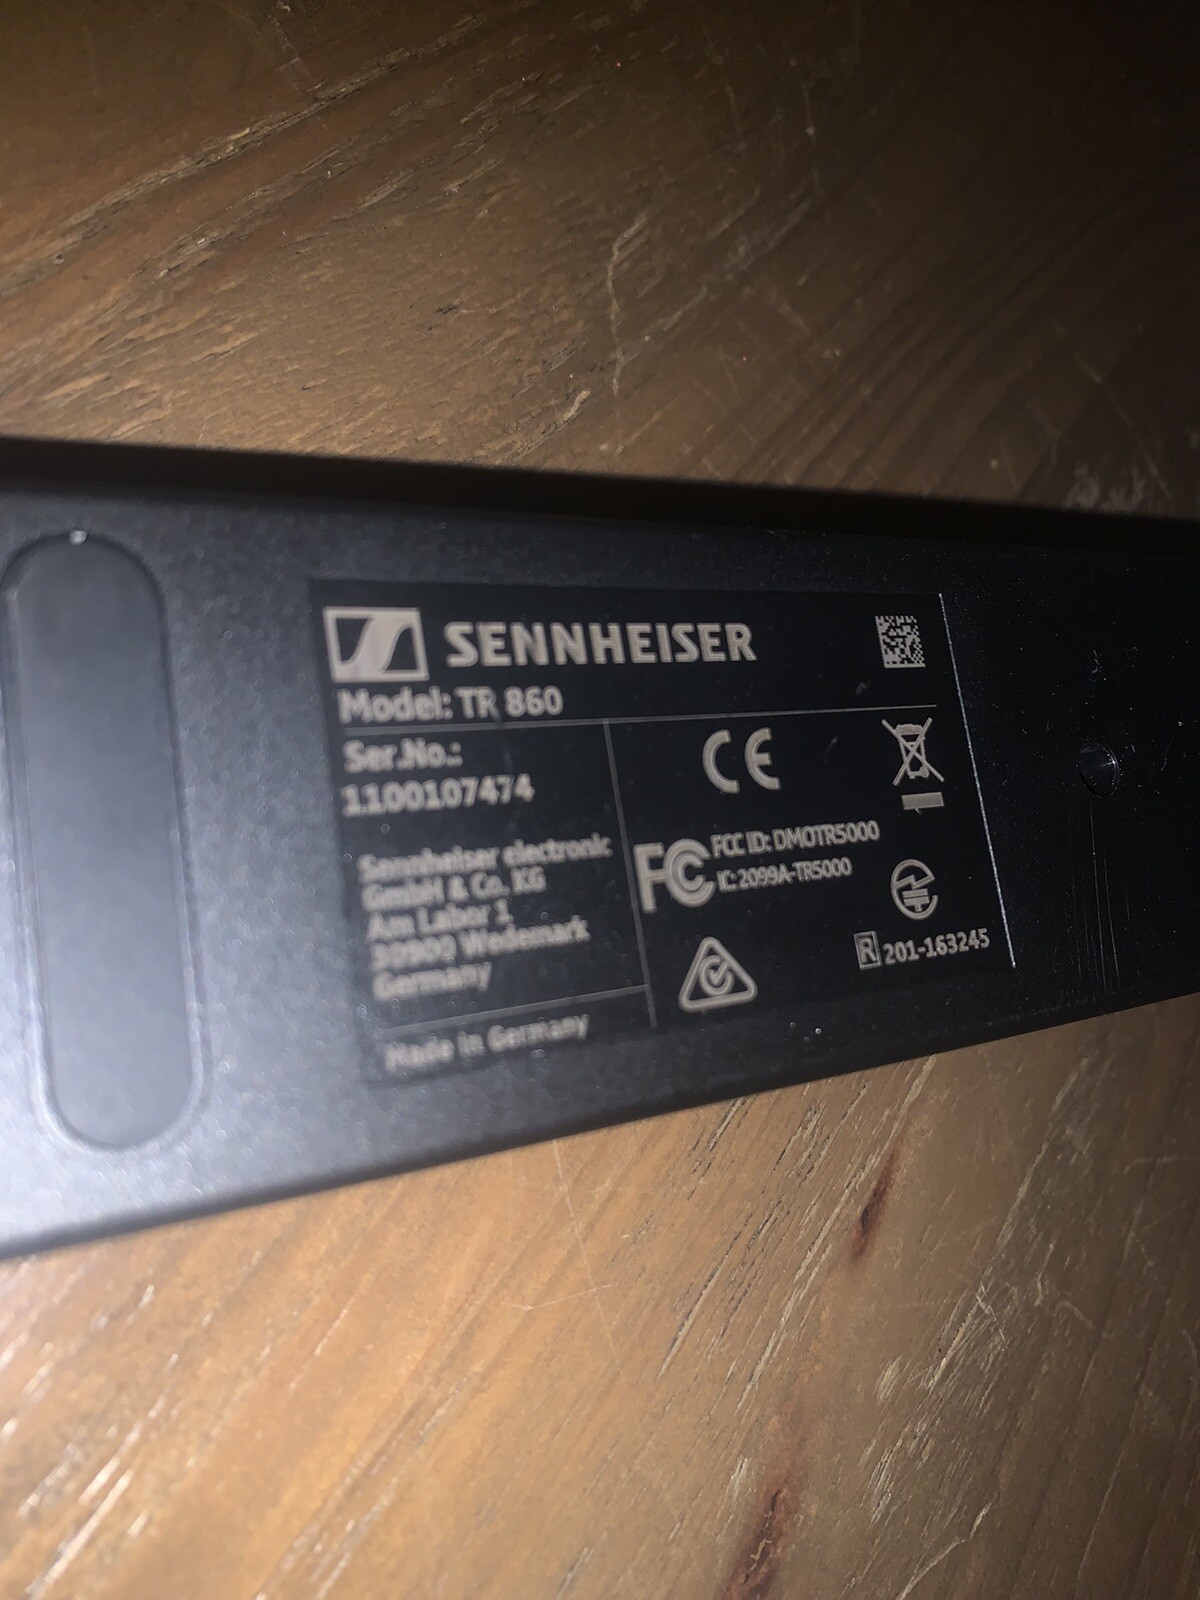 SENNHEISER
Model: TR 860
Ser.No.:
1100107474
Sennheiser electronic
GmbH & Co. KG
Am Labor 1
30900 Wedemark
Germany
Made in Germany
CE
FC
FCC ID: DMOTR5000
IC: 2099A-TR5000
R 201-163245